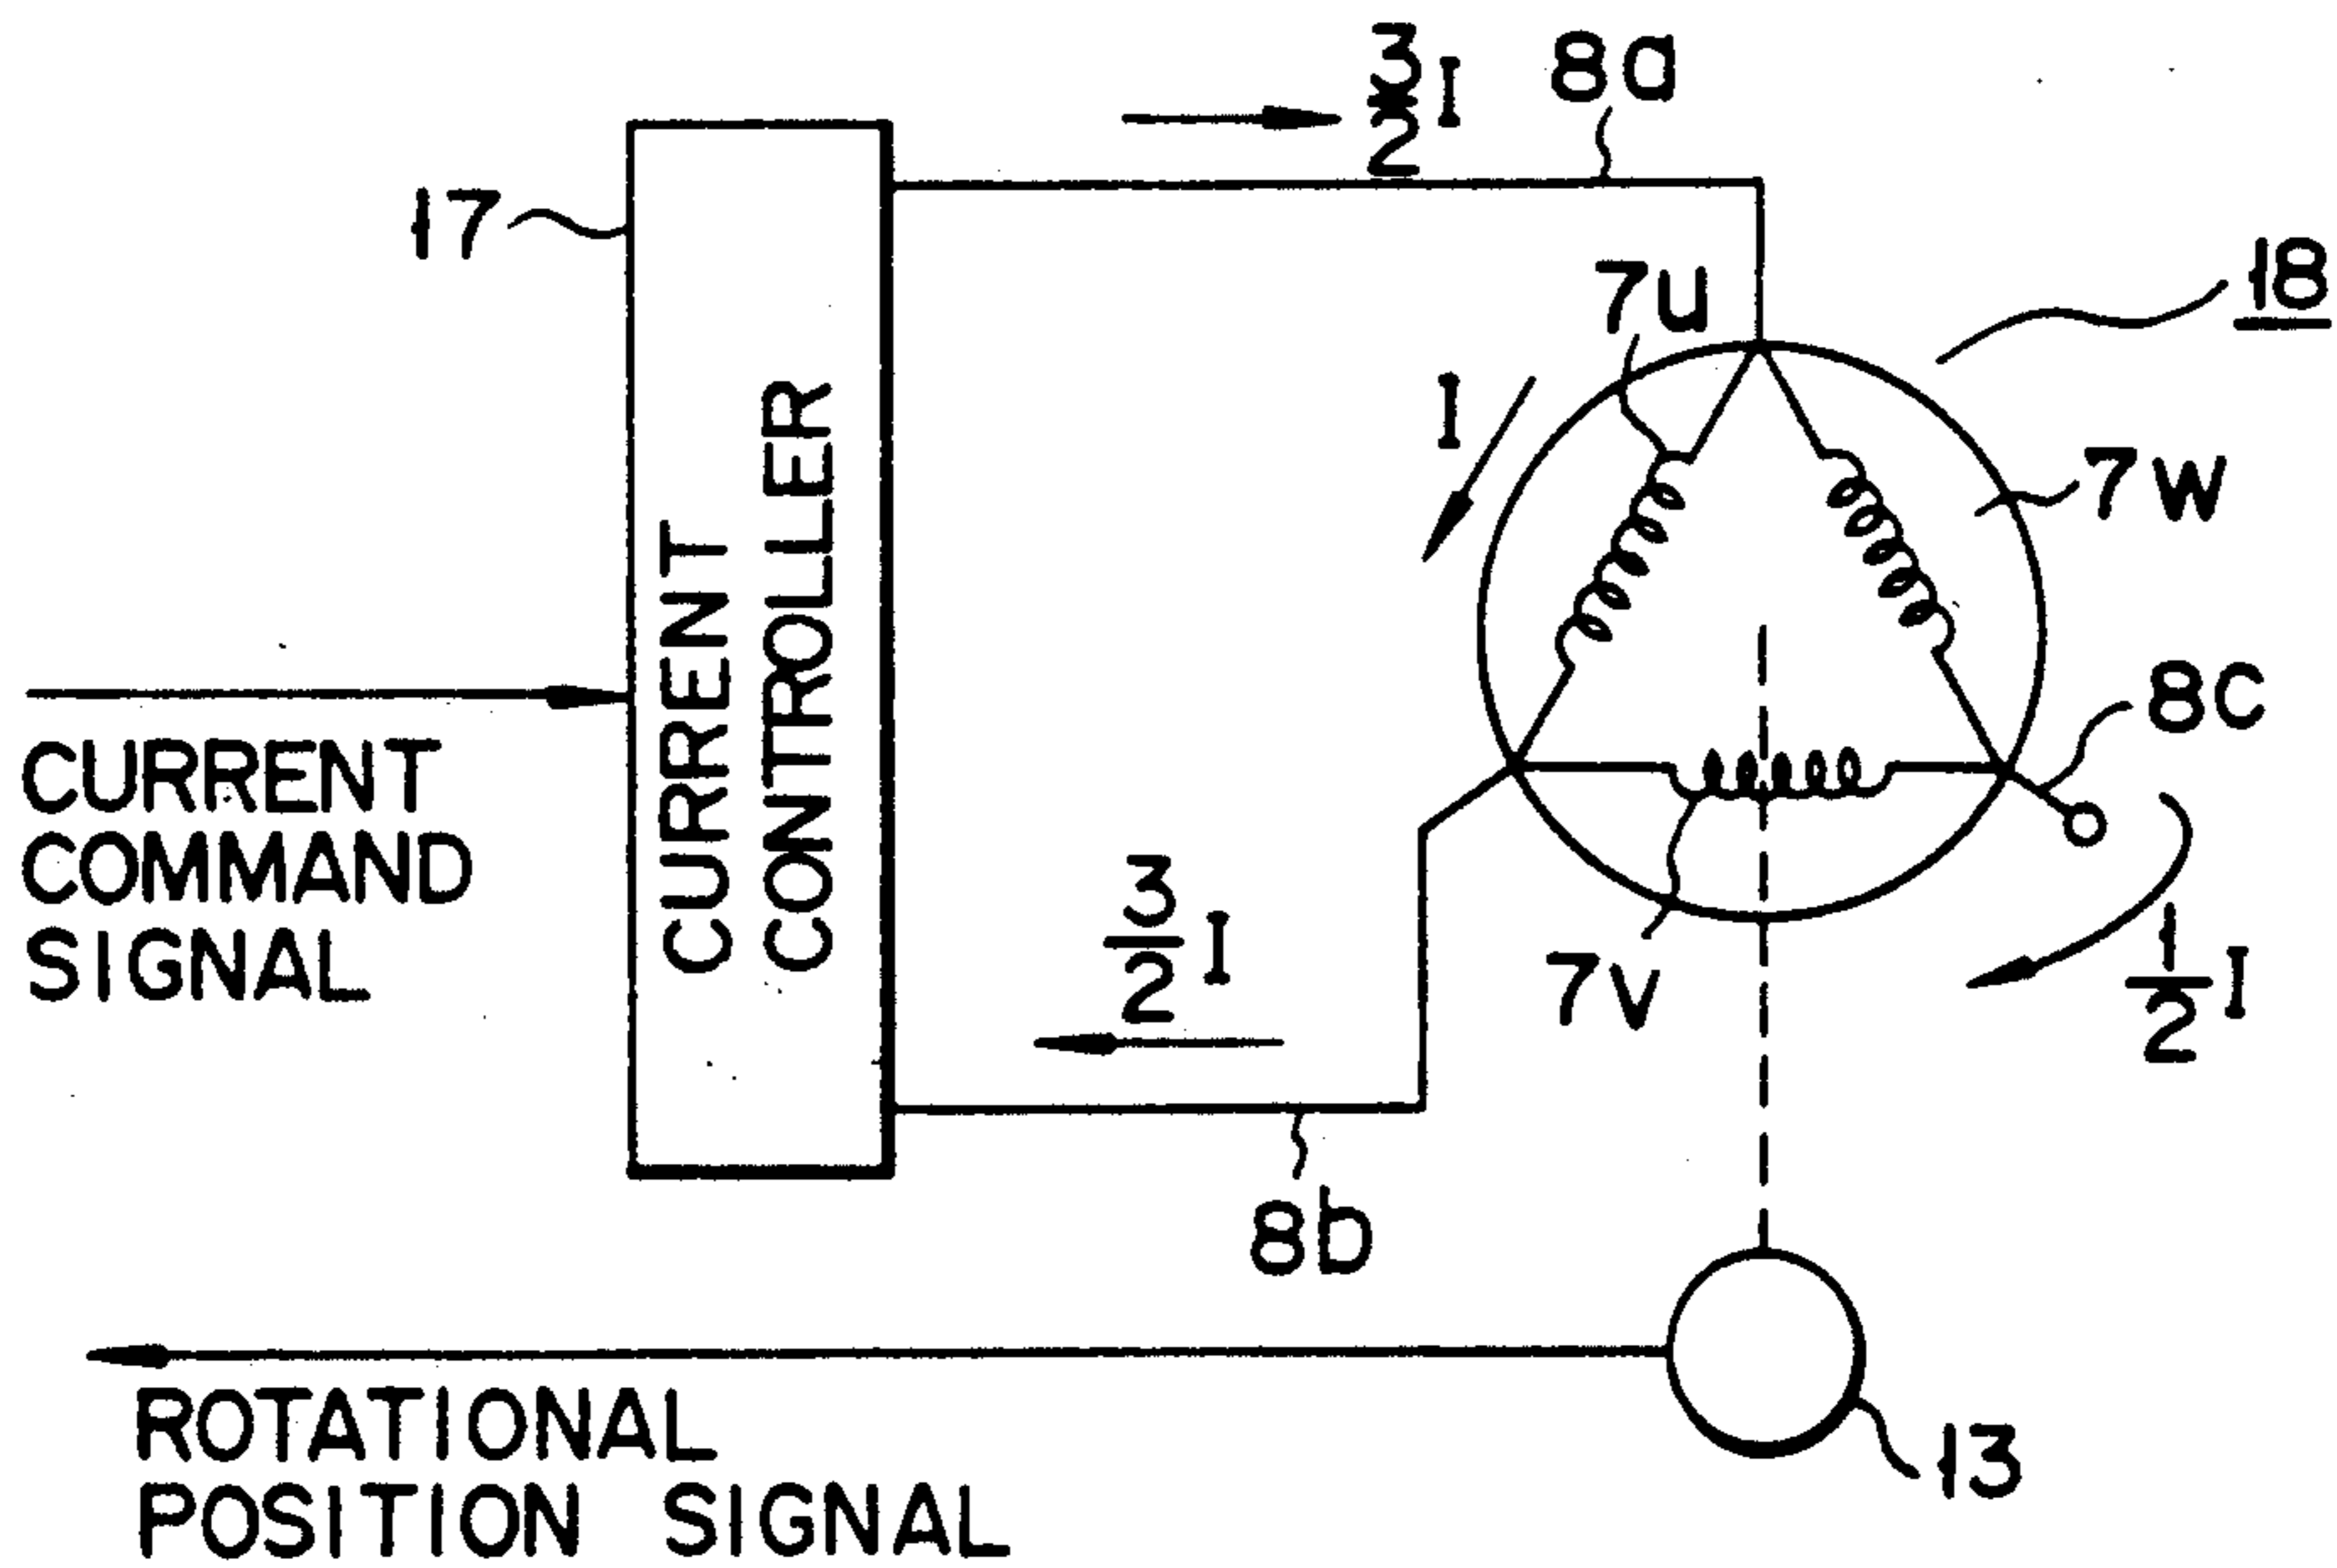 3/2 I
8a
17
7u
18
I
7w
CURRENT
CONTROLLER
8c
CURRENT
COMMAND
SIGNAL
3/2 I
7v
1/2 I
8b
ROTATIONAL
POSITION SIGNAL
13